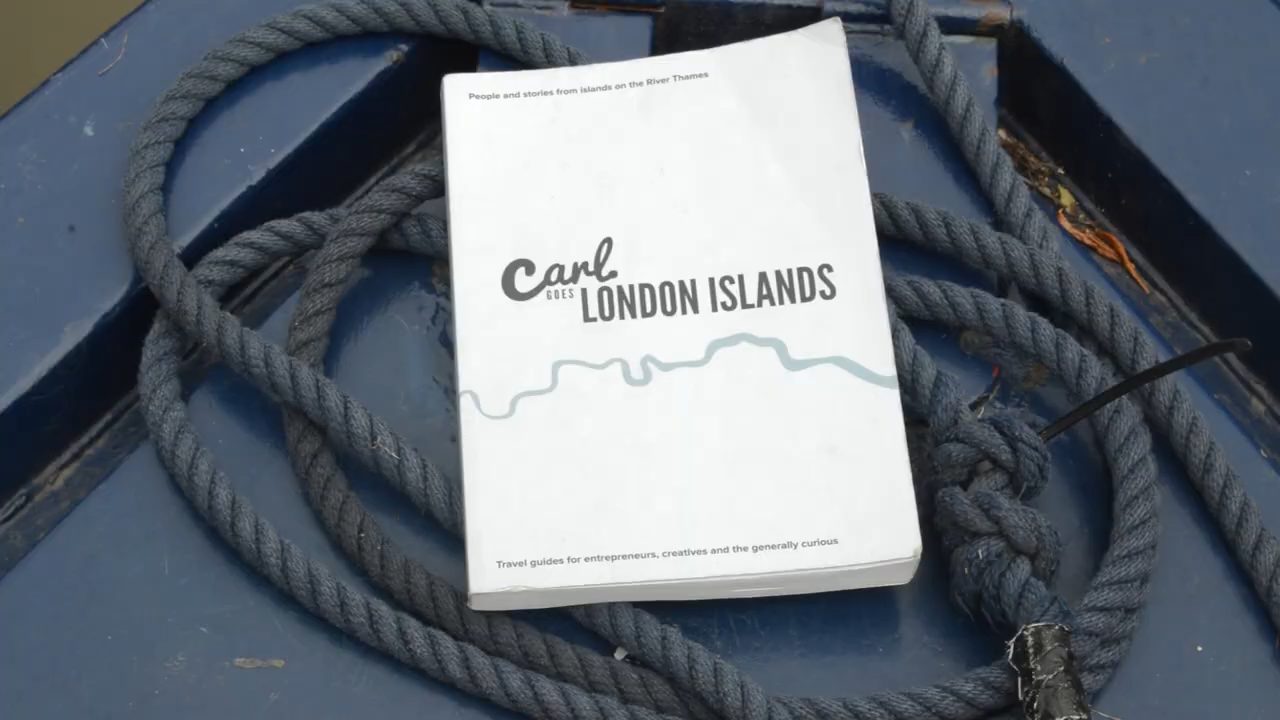 People and stories from islands on the River Thames
Carl
GOES LONDON ISLANDS
Travel guides for entrepreneurs, creatives and the generally curious